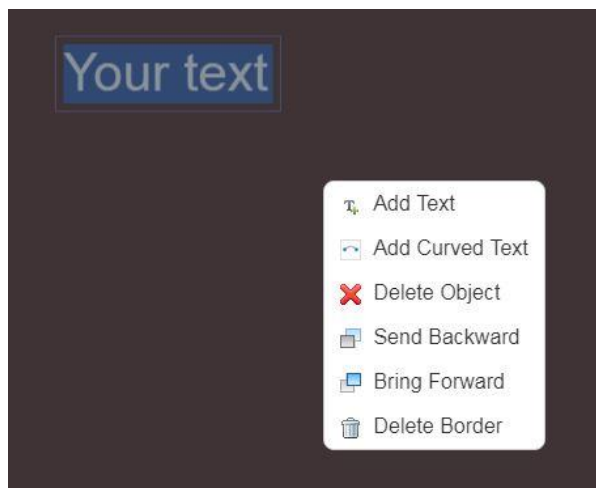 Your text
Add Text
Add Curved Text
Delete Object
Send Backward
Bring Forward
Delete Border